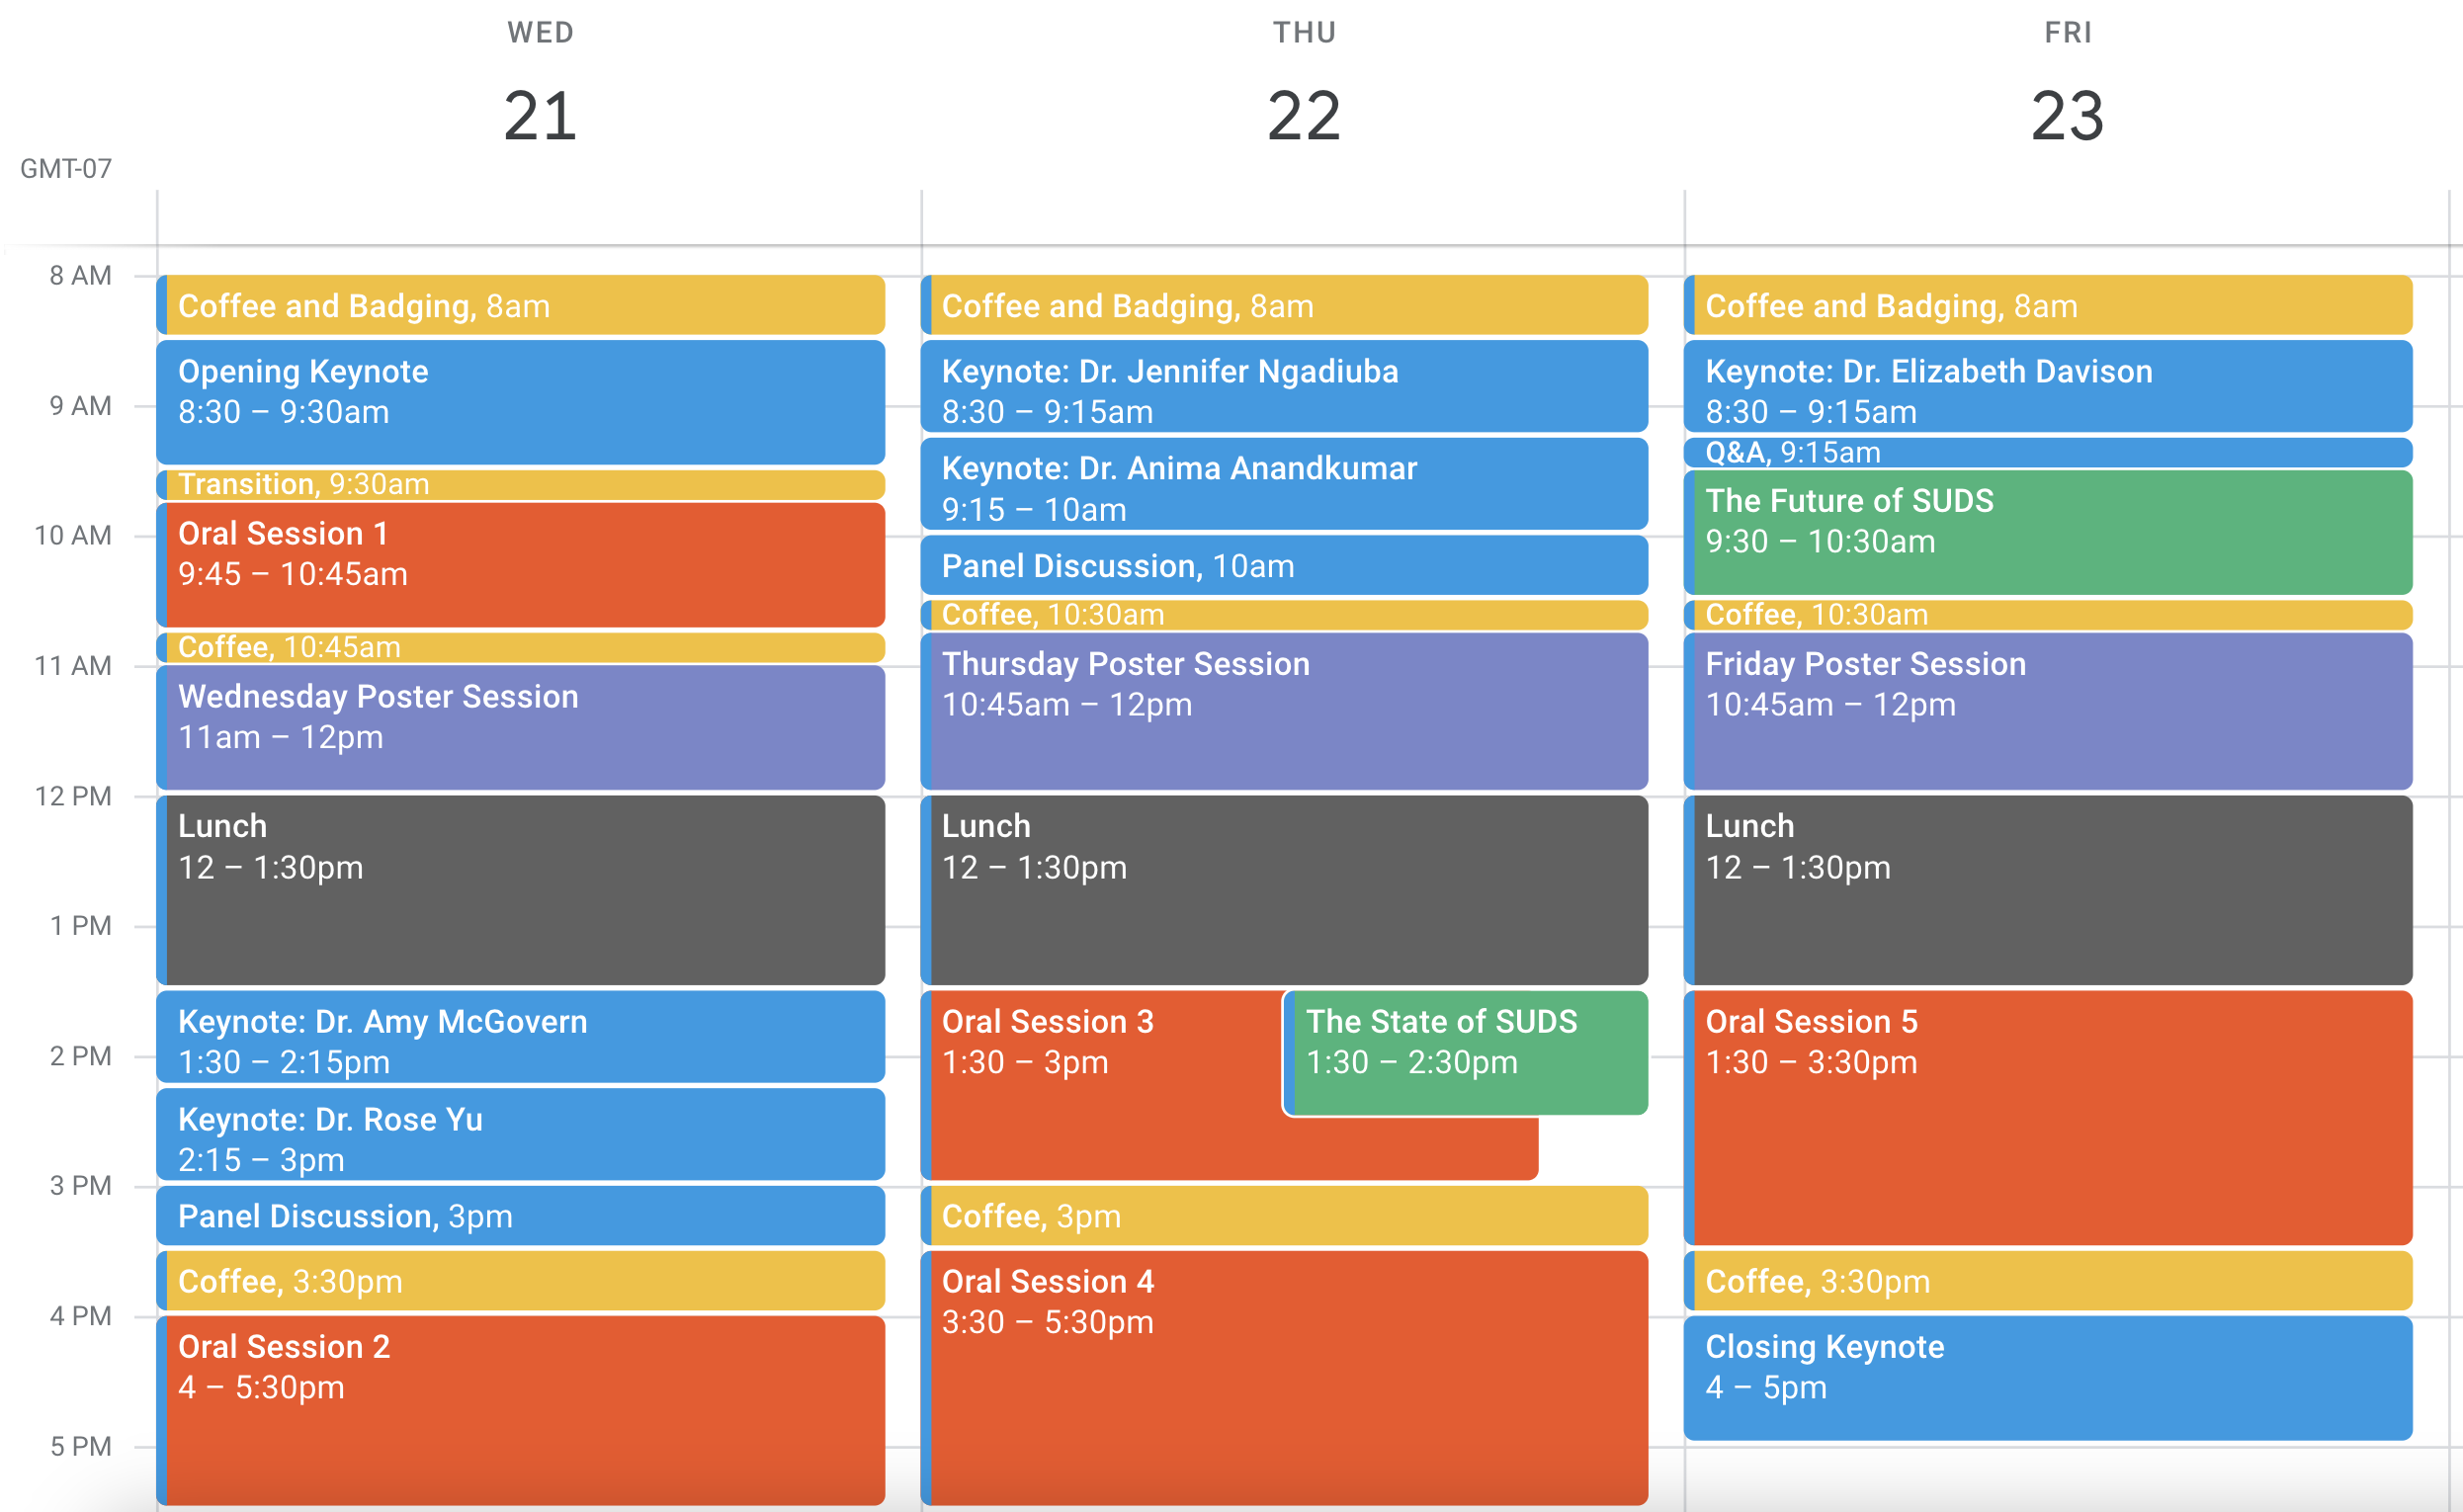 WED
21
THU
22
FRI
23
GMT-07
8 AM
9 AM
10 AM
11 AM
12 PM
1 PM
2 PM
3 PM
4 PM
5 PM
Coffee and Badging, 8am
Opening Keynote
8:30 – 9:30am
Transition, 9:30am
Oral Session 1
9:45 – 10:45am
Coffee, 10:45am
Wednesday Poster Session
11am – 12pm
Lunch
12 – 1:30pm
Keynote: Dr. Amy McGovern
1:30 – 2:15pm
Keynote: Dr. Rose Yu
2:15 – 3pm
Panel Discussion, 3pm
Coffee, 3:30pm
Oral Session 2
4 – 5:30pm
Coffee and Badging, 8am
Keynote: Dr. Jennifer Ngadiuba
8:30 – 9:15am
Keynote: Dr. Anima Anandkumar
9:15 – 10am
Panel Discussion, 10am
Coffee, 10:30am
Thursday Poster Session
10:45am – 12pm
Lunch
12 – 1:30pm
Oral Session 3
1:30 – 3pm
The State of SUDS
1:30 – 2:30pm
Coffee, 3pm
Oral Session 4
3:30 – 5:30pm
Coffee and Badging, 8am
Keynote: Dr. Elizabeth Davison
8:30 – 9:15am
Q&A, 9:15am
The Future of SUDS
9:30 – 10:30am
Coffee, 10:30am
Friday Poster Session
10:45am – 12pm
Lunch
12 – 1:30pm
Oral Session 5
1:30 – 3:30pm
Coffee, 3:30pm
Closing Keynote
4 – 5pm